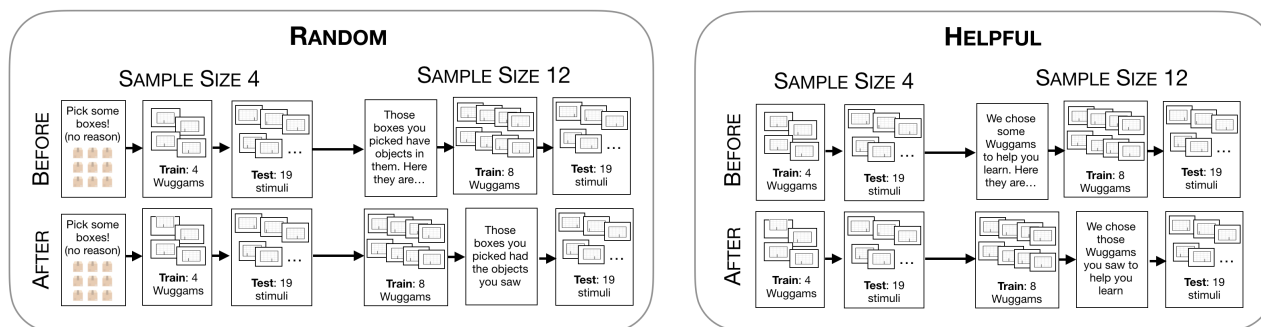 RANDOM
SAMPLE SIZE 4
SAMPLE SIZE 12
BEFORE
Pick some
boxes!
(no reason)
Train: 4
Wuggams
Test: 19
stimuli
...
Those
boxes you
picked have
objects in
them. Here
they are...
Train: 8
Wuggams
Test: 19
stimuli
...
AFTER
Pick some
boxes!
(no reason)
Train: 4
Wuggams
Test: 19
stimuli
...
Train: 8
Wuggams
Those
boxes you
picked had
the objects
you saw
Test: 19
stimuli
...
HELPFUL
SAMPLE SIZE 4
SAMPLE SIZE 12
BEFORE
Train: 4
Wuggams
Test: 19
stimuli
...
We chose
some
Wuggams
to help you
learn. Here
they are...
Train: 8
Wuggams
Test: 19
stimuli
...
AFTER
Train: 4
Wuggams
Test: 19
stimuli
...
Train: 8
Wuggams
We chose
those
Wuggams
you saw to
help you
learn
Test: 19
stimuli
...